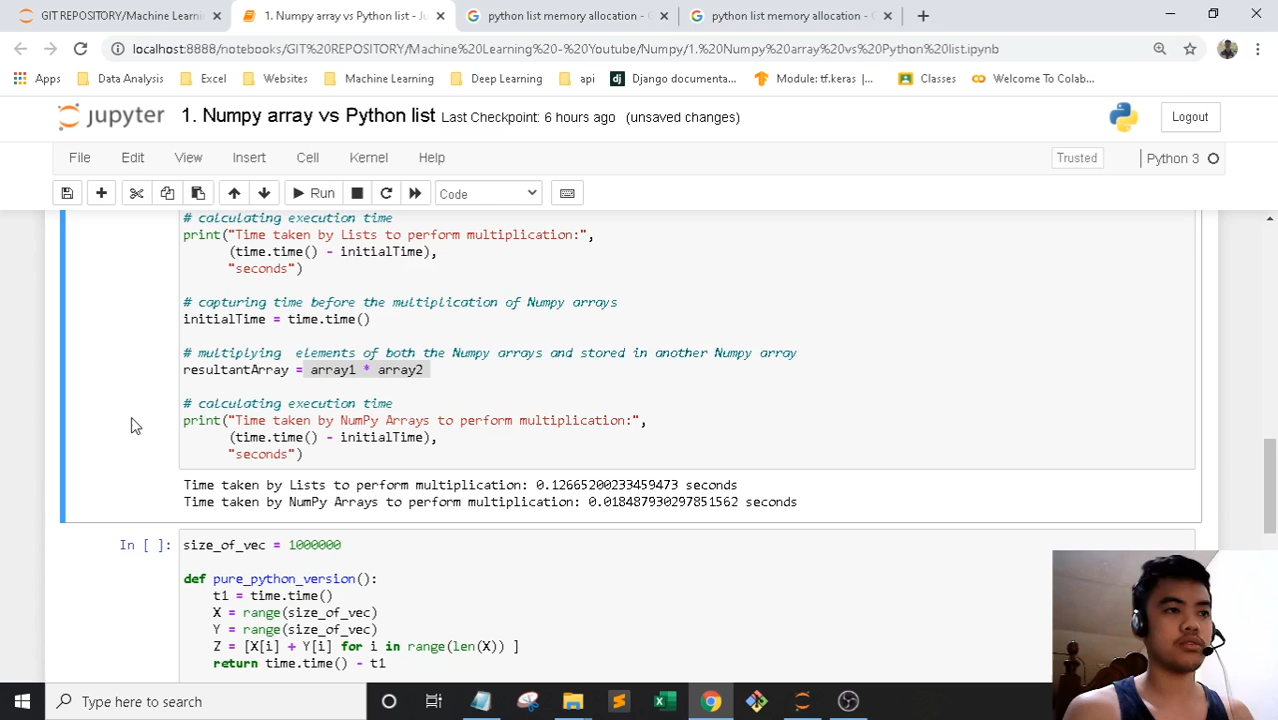 GIT REPOSITORY/Machine Learni
1. Numpy array vs Python list - Ju
python list memory allocation -
python list memory allocation - G
localhost:8888/notebooks/GIT%20REPOSITORY/Machine%20Learning%20-%20Youtube/Numpy/1.%20Numpy%20array%20vs%20Python%20list.ipynb
Apps Data Analysis Excel Websites Machine Learning Deep Learning api Django documenta... Module: tf.keras |... Classes Welcome To Colab...
jupyter 1. Numpy array vs Python list Last Checkpoint: 6 hours ago (unsaved changes) Logout
File Edit View Insert Cell Kernel Help Trusted Python 3
Run Code
# calculating execution time
print("Time taken by Lists to perform multiplication:",
(time.time() - initialTime),
"seconds")
# capturing time before the multiplication of Numpy arrays
initialTime = time.time()
# multiplying  elements of both the Numpy arrays and stored in another Numpy array
resultantArray = array1 * array2
# calculating execution time
print("Time taken by NumPy Arrays to perform multiplication:",
(time.time() - initialTime),
"seconds")
Time taken by Lists to perform multiplication: 0.12665200233459473 seconds
Time taken by NumPy Arrays to perform multiplication: 0.018487930297851562 seconds
In [ ]: size_of_vec = 1000000
def pure_python_version():
t1 = time.time()
X = range(size_of_vec)
Y = range(size_of_vec)
Z = [X[i] + Y[i] for i in range(len(X)) ]
return time.time() - t1
Type here to search